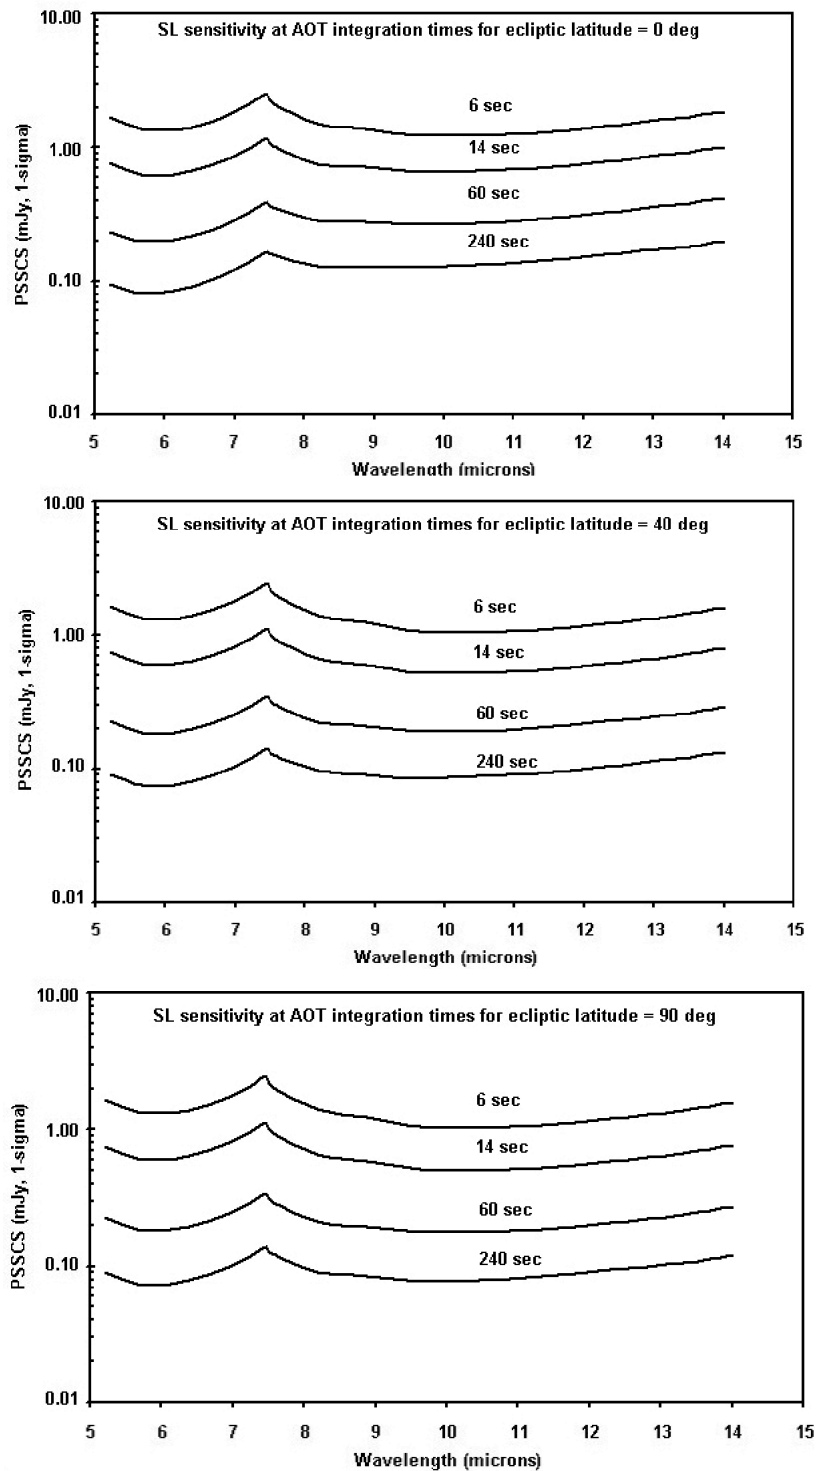 SL sensitivity at AOT integration times for ecliptic latitude = 0 deg
10.00
1.00
0.10
0.01
PSSCS (mJy, 1-sigma)
6 sec
14 sec
60 sec
240 sec
5 6 7 8 9 10 11 12 13 14 15
Wavelength (microns)
SL sensitivity at AOT integration times for ecliptic latitude = 40 deg
10.00
1.00
0.10
0.01
PSSCS (mJy, 1-sigma)
6 sec
14 sec
60 sec
240 sec
5 6 7 8 9 10 11 12 13 14 15
Wavelength (microns)
SL sensitivity at AOT integration times for ecliptic latitude = 90 deg
10.00
1.00
0.10
0.01
PSSCS (mJy, 1-sigma)
6 sec
14 sec
60 sec
240 sec
5 6 7 8 9 10 11 12 13 14 15
Wavelength (microns)